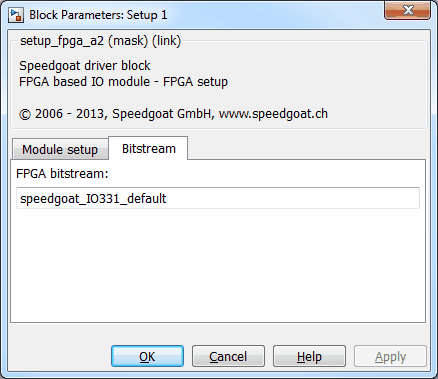 Block Parameters: Setup 1
setup_fpga_a2 (mask) (link)
Speedgoat driver block
FPGA based IO module - FPGA setup
© 2006 - 2013, Speedgoat GmbH, www.speedgoat.ch
Module setup
Bitstream
FPGA bitstream:
speedgoat_IO331_default
OK
Cancel
Help
Apply